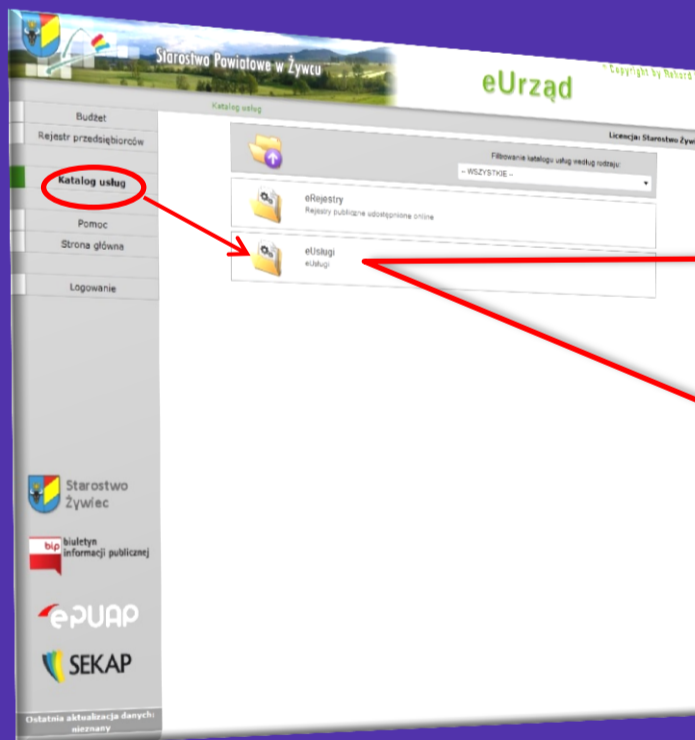 Starostwo Powiatowe w Żywcu
eUrząd
Katalog usług
Licencja: Starostwo
Budżet
Rejestr przedsiębiorców
Katalog usług
Pomoc
Strona główna
Logowanie
Filtrowanie katalogu usług według rodzaju:
-- WSZYSTKIE --
eRejestry
Rejestry publiczne udostępnione online
eUsługi
eUsługi
Starostwo
Żywiec
bip biuletyn
informacji publicznej
ePUAP
SEKAP
Ostatnia aktualizacja danych:
nieznany